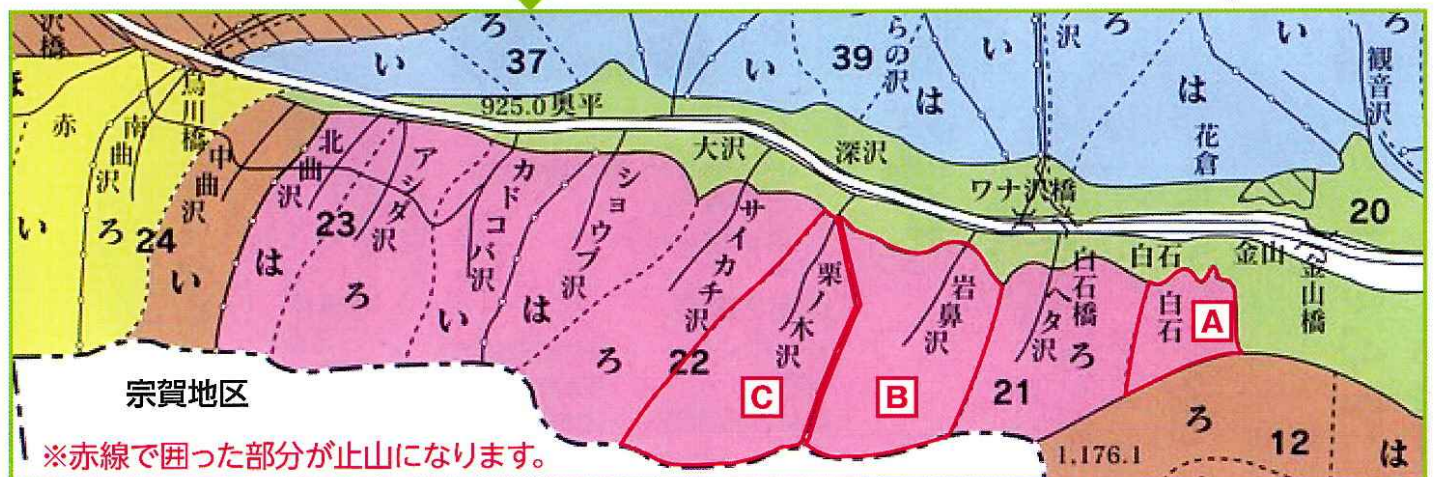 沢橋
ろ
37
い
い
39
らの沢
は
い
沢
ろ
い
は
花倉
ろ
観音沢
ほ
赤
南曲沢
烏川橋
中曲沢
北曲沢
925.0奥平
アシダ沢
カドコバ沢
ショウブ沢
大沢
サイカチ沢
深沢
ワナ沢橋
20
い
ろ
24
い
は
23
ろ
い
は
ろ
22
栗ノ木沢
岩鼻沢
ヘタ沢
白石橋
ろ
21
白石
白石
金山
金山橋
A
B
C
宗賀地区
※赤線で囲った部分が止山になります。
1,176.1
ろ
12
は